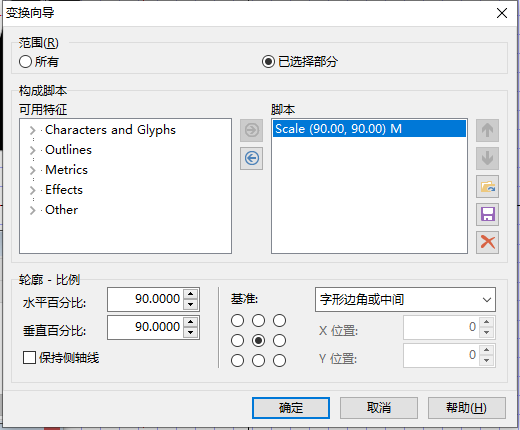 变换向导
范围(R)
所有
已选择部分
构成脚本
可用特征
脚本
Characters and Glyphs
Outlines
Metrics
Effects
Other
Scale (90.00, 90.00) M
轮廓 - 比例
水平百分比:
90.0000
垂直百分比:
90.0000
保持侧轴线
基准:
字形边角或中间
X 位置:
0
Y 位置:
0
确定
取消
帮助(H)